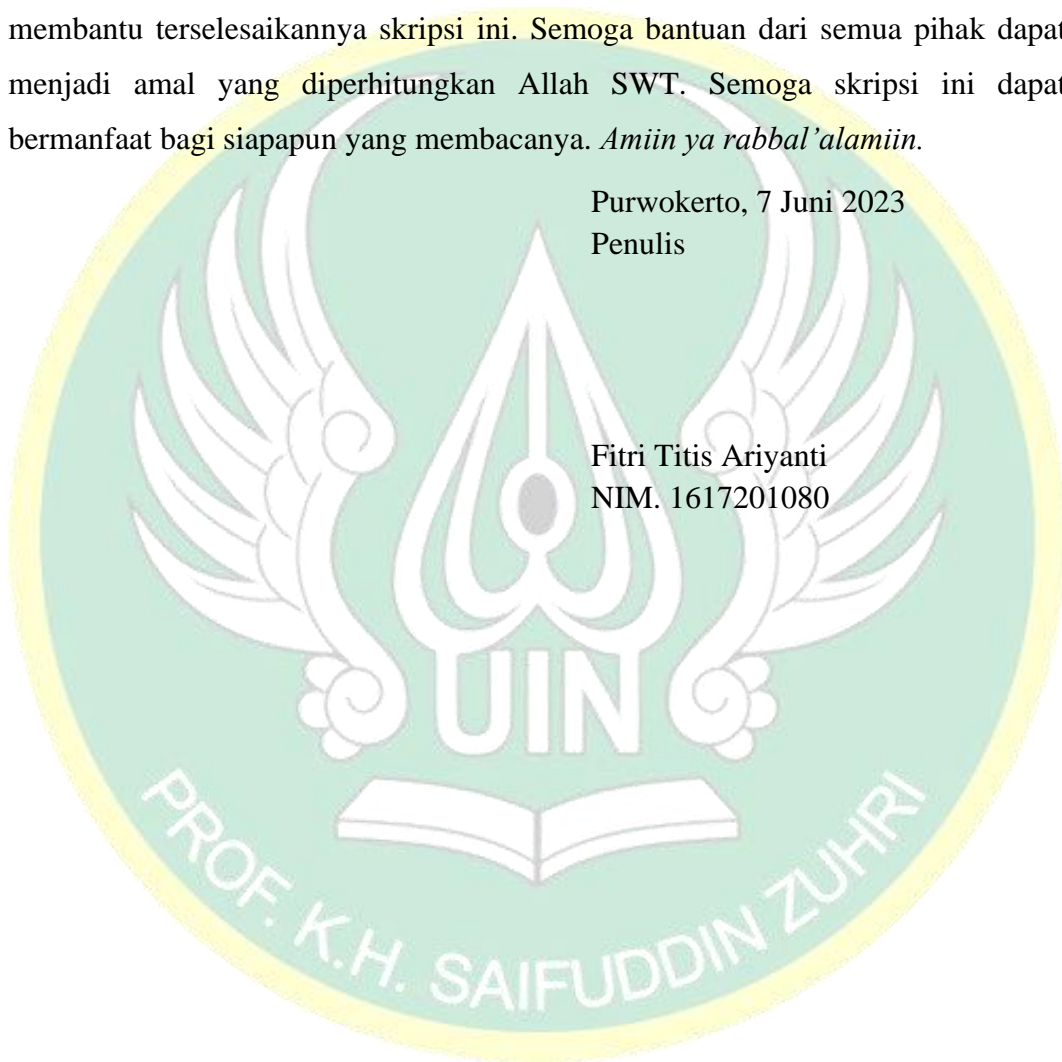 membantu terselesaikannya skripsi ini. Semoga bantuan dari semua pihak dapat
menjadi amal yang diperhitungkan Allah SWT. Semoga skripsi ini dapat
bermanfaat bagi siapapun yang membacanya. Amiin ya rabbal’alamiin.
Purwokerto, 7 Juni 2023
Penulis
Fitri Titis Ariyanti
NIM. 1617201080
UIN
PROF. K.H. SAIFUDDIN ZUHRI